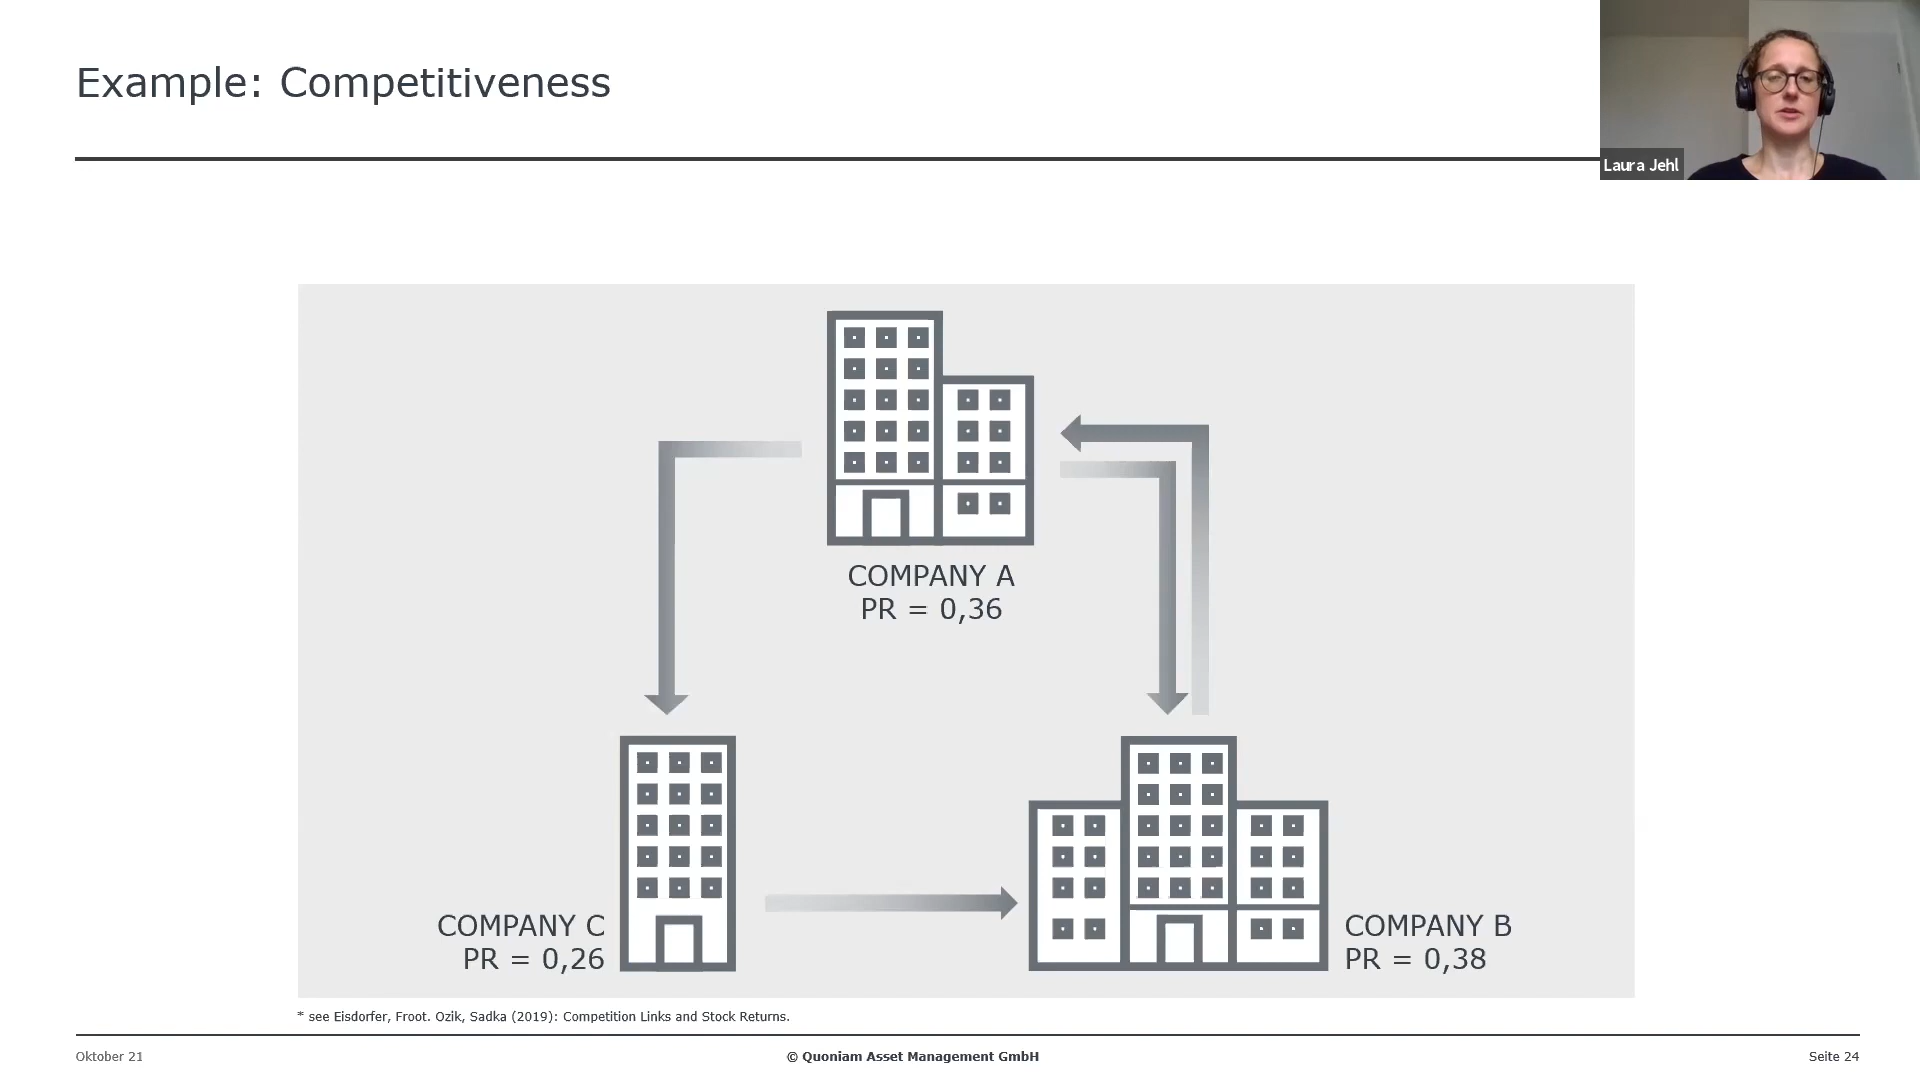 Example: Competitiveness
Laura Jehl
COMPANY A
PR = 0,36
COMPANY C
PR = 0,26
COMPANY B
PR = 0,38
* see Eisdorfer, Froot. Ozik, Sadka (2019): Competition Links and Stock Returns.
Oktober 21
© Quoniam Asset Management GmbH
Seite 24